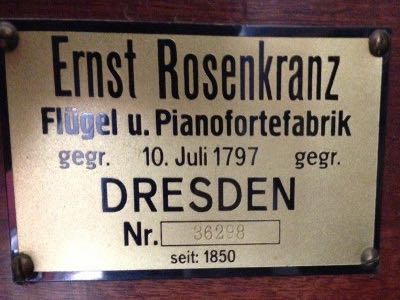 Ernst Rosenkranz
Flügel u. Pianofortefabrik
gegr. 10. Juli 1797 gegr.
DRESDEN
Nr. 36298
seit: 1850